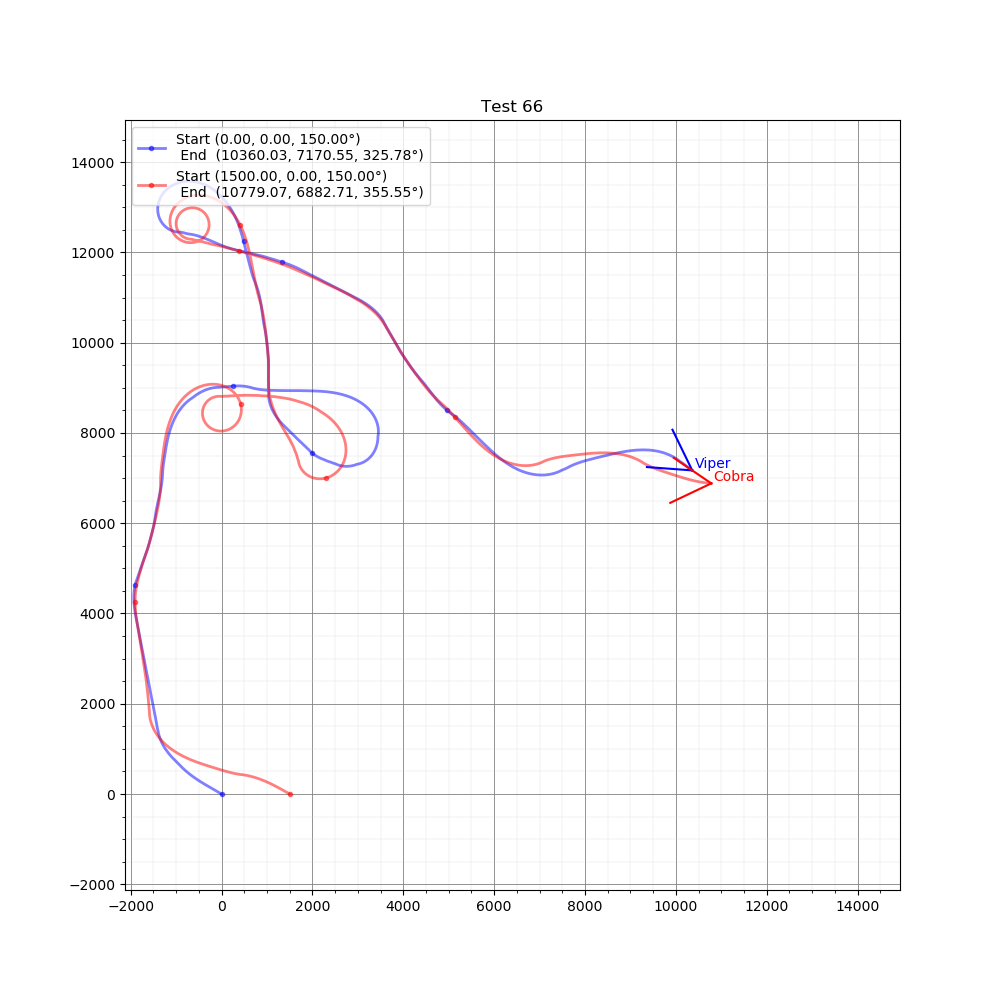 Test 66
Start (0.00, 0.00, 150.00°)
End (10360.03, 7170.55, 325.78°)
Start (1500.00, 0.00, 150.00°)
End (10779.07, 6882.71, 355.55°)
14000
12000
10000
8000
6000
4000
2000
0
−2000
Viper
Cobra
−2000 0 2000 4000 6000 8000 10000 12000 14000